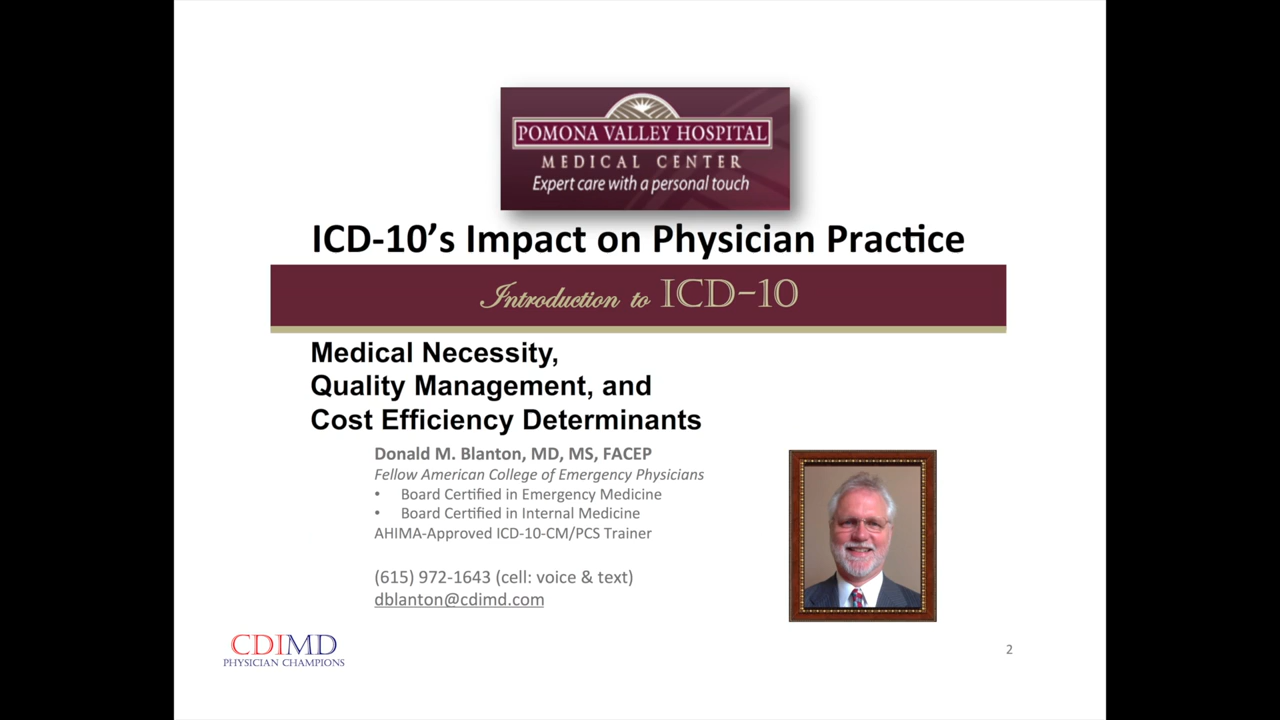 POMONA VALLEY HOSPITAL
MEDICAL CENTER
Expert care with a personal touch
ICD-10’s Impact on Physician Practice
Introduction to ICD-10
Medical Necessity,
Quality Management, and
Cost Efficiency Determinants
Donald M. Blanton, MD, MS, FACEP
Fellow American College of Emergency Physicians
• Board Certified in Emergency Medicine
• Board Certified in Internal Medicine
AHIMA-Approved ICD-10-CM/PCS Trainer
(615) 972-1643 (cell: voice & text)
dblanton@cdimd.com
CDIMD
PHYSICIAN CHAMPIONS
2